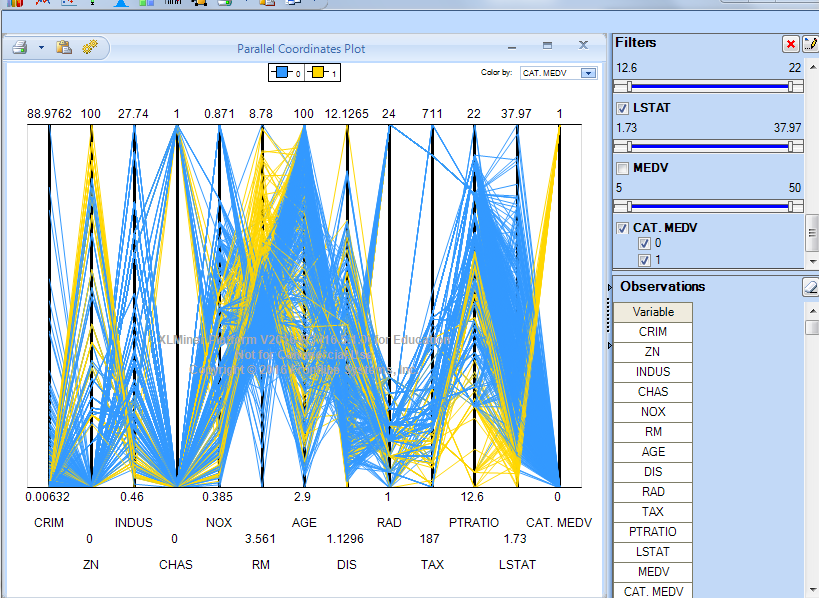 Parallel Coordinates Plot
0 1
Color by: CAT. MEDV
88.9762 100 27.74 1 0.871 8.78 100 12.1265 24 711 22 37.97 1
Not for Commercial Use
0.00632 0.46 0.385 2.9 1 12.6 0
CRIM INDUS NOX AGE RAD PTRATIO CAT. MEDV
0 0 3.561 1.1296 187 1.73
ZN CHAS RM DIS TAX LSTAT
Filters
12.6 22
LSTAT
1.73 37.97
MEDV
5 50
CAT. MEDV
0
1
Observations
Variable
CRIM
ZN
INDUS
CHAS
NOX
RM
AGE
DIS
RAD
TAX
PTRATIO
LSTAT
MEDV
CAT. MEDV